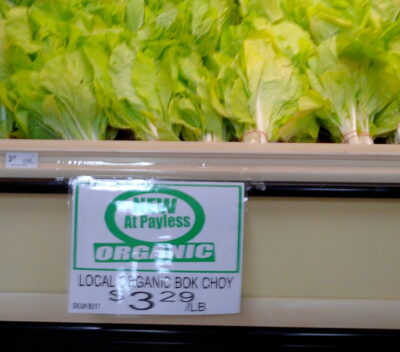 NEW
At Payless
ORGANIC
LOCAL ORGANIC BOK CHOY
$3 29
/LB